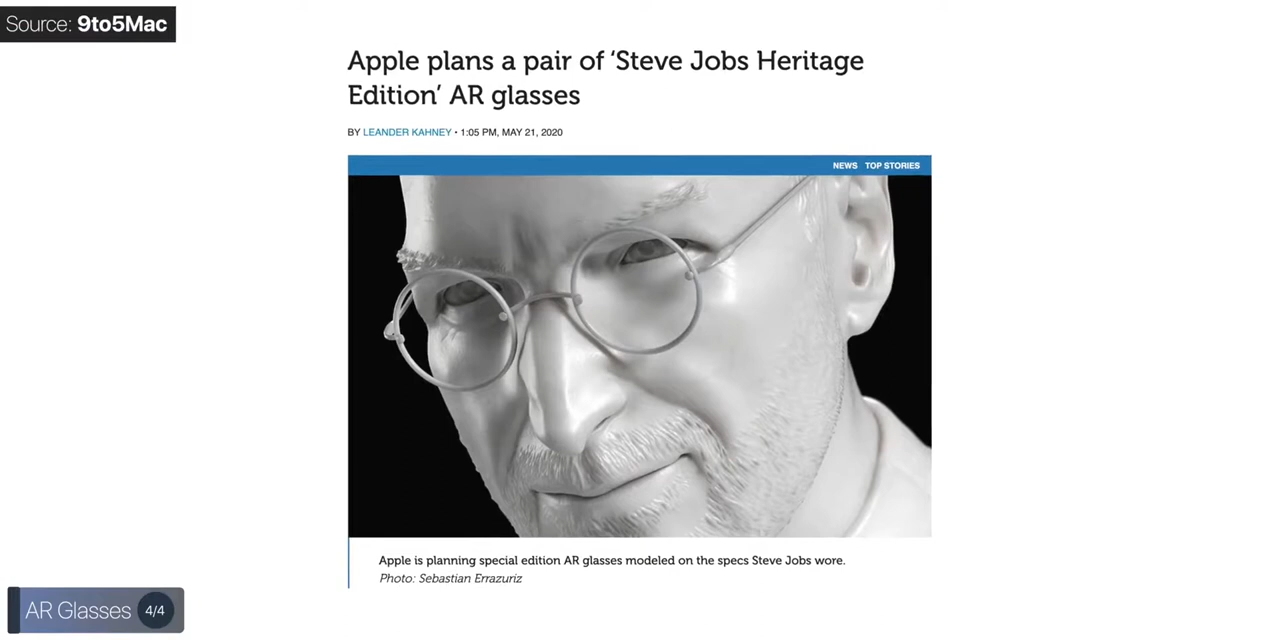 Source: 9to5Mac
Apple plans a pair of ‘Steve Jobs Heritage
Edition’ AR glasses
BY LEANDER KAHNEY • 1:05 PM, MAY 21, 2020
NEWS TOP STORIES
Apple is planning special edition AR glasses modeled on the specs Steve Jobs wore.
Photo: Sebastian Errazuriz
AR Glasses 4/4